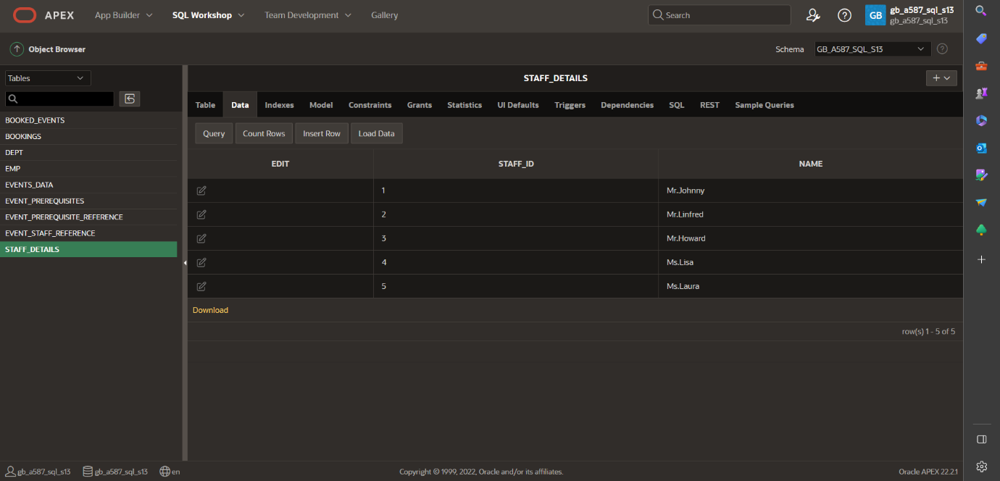 APEX App Builder SQL Workshop Team Development Gallery Search GB gb_a587_sql_s13
gb_a587_sql_s13
Object Browser Schema GB_A587_SQL_S13
Tables STAFF_DETAILS
Table Data Indexes Model Constraints Grants Statistics UI Defaults Triggers Dependencies SQL REST Sample Queries
BOOKED_EVENTS
BOOKINGS Query Count Rows Insert Row Load Data
DEPT
EMP EDIT STAFF_ID NAME
EVENTS_DATA 1 Mr.Johnny
EVENT_PREREQUISITES
EVENT_PREREQUISITE_REFERENCE 2 Mr.Linfred
EVENT_STAFF_REFERENCE 3 Mr.Howard
STAFF_DETAILS
4 Ms.Lisa
5 Ms.Laura
Download
row(s) 1 - 5 of 5
gb_a587_sql_s13 gb_a587_sql_s13 en Copyright © 1999, 2022, Oracle and/or its affiliates. Oracle APEX 22.2.1